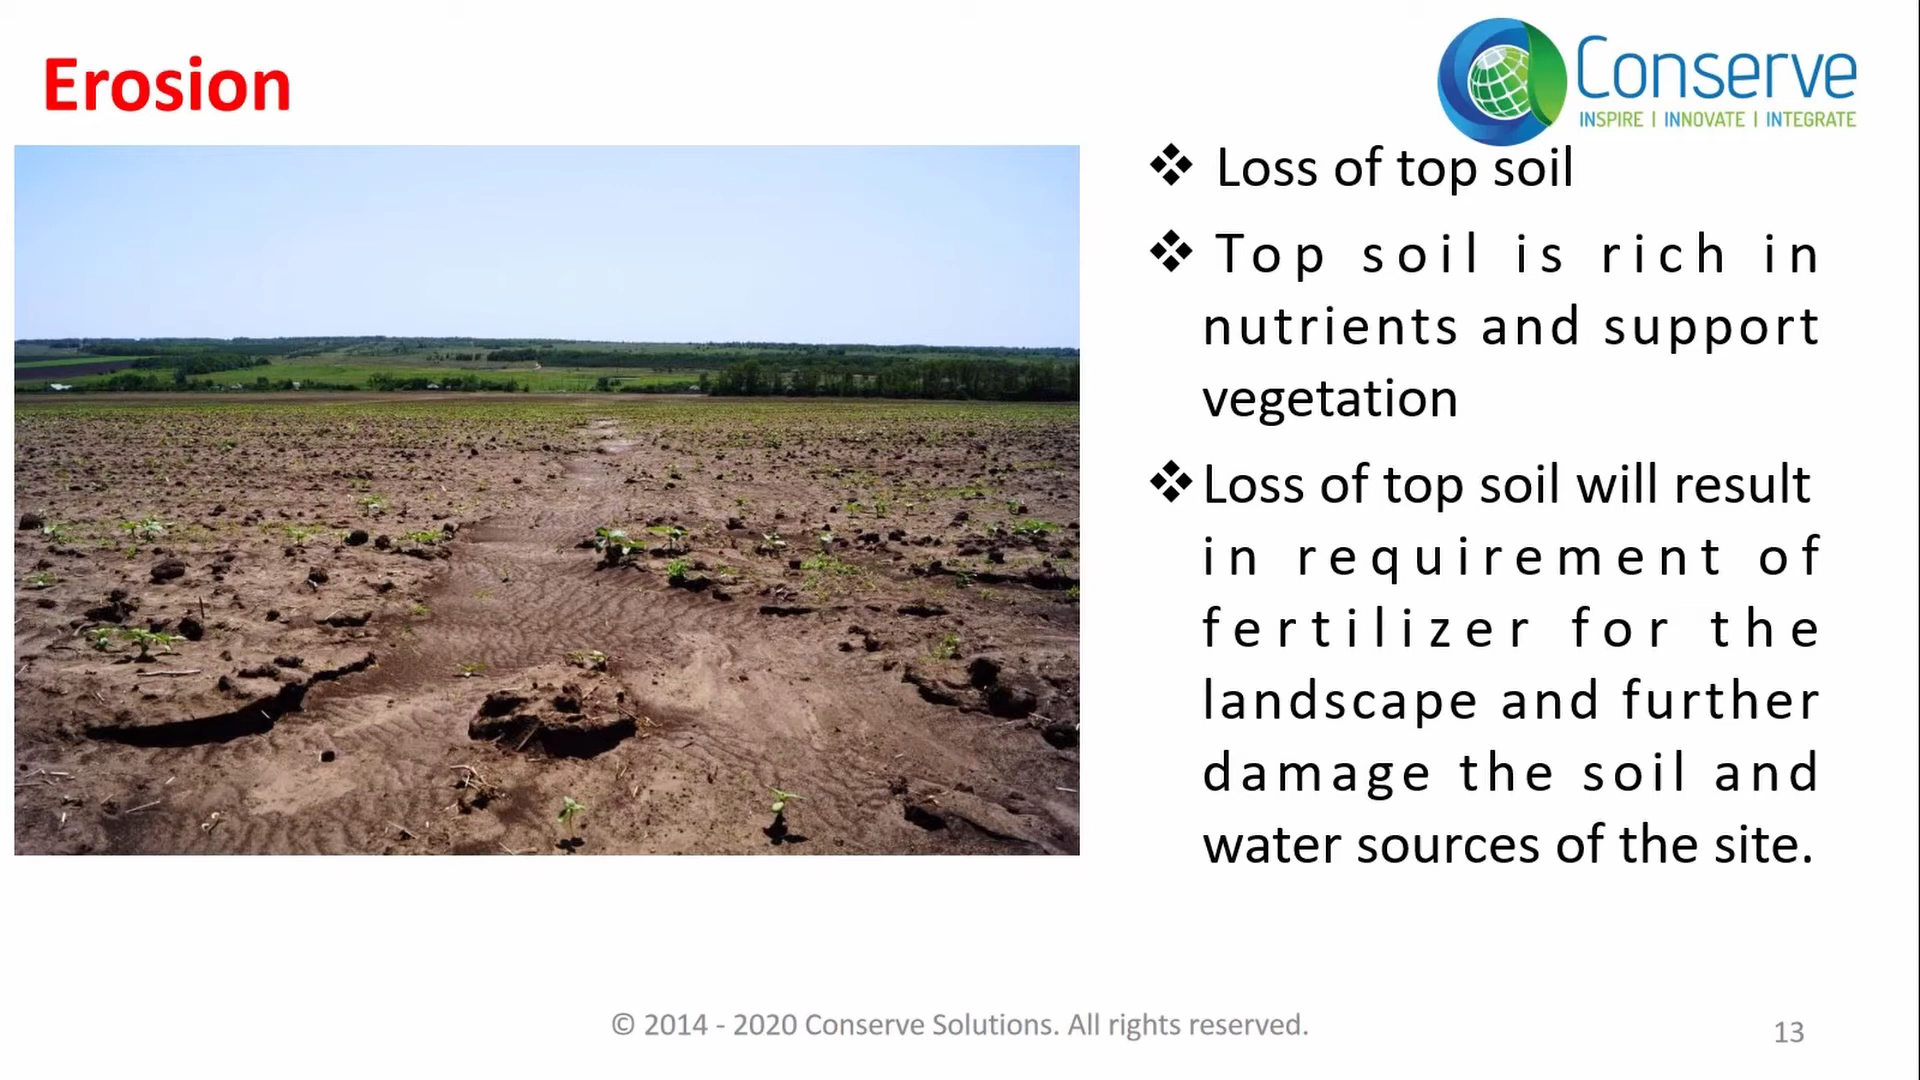 Erosion
Conserve
INSPIRE | INNOVATE | INTEGRATE
❖ Loss of top soil
❖ Top soil is rich in
nutrients and support
vegetation
❖ Loss of top soil will result
in requirement of
fertilizer for the
landscape and further
damage the soil and
water sources of the site.
© 2014 - 2020 Conserve Solutions. All rights reserved.
13